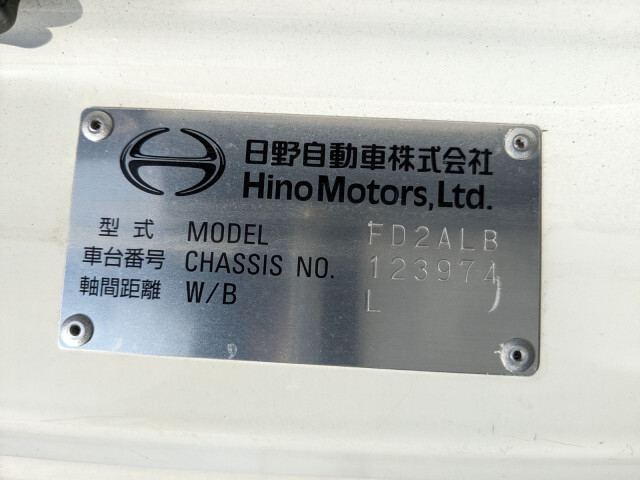 日野自動車株式会社
Hino Motors, Ltd.
型式 MODEL FD2ALB
車台番号 CHASSIS NO. 123974
軸間距離 W/B L